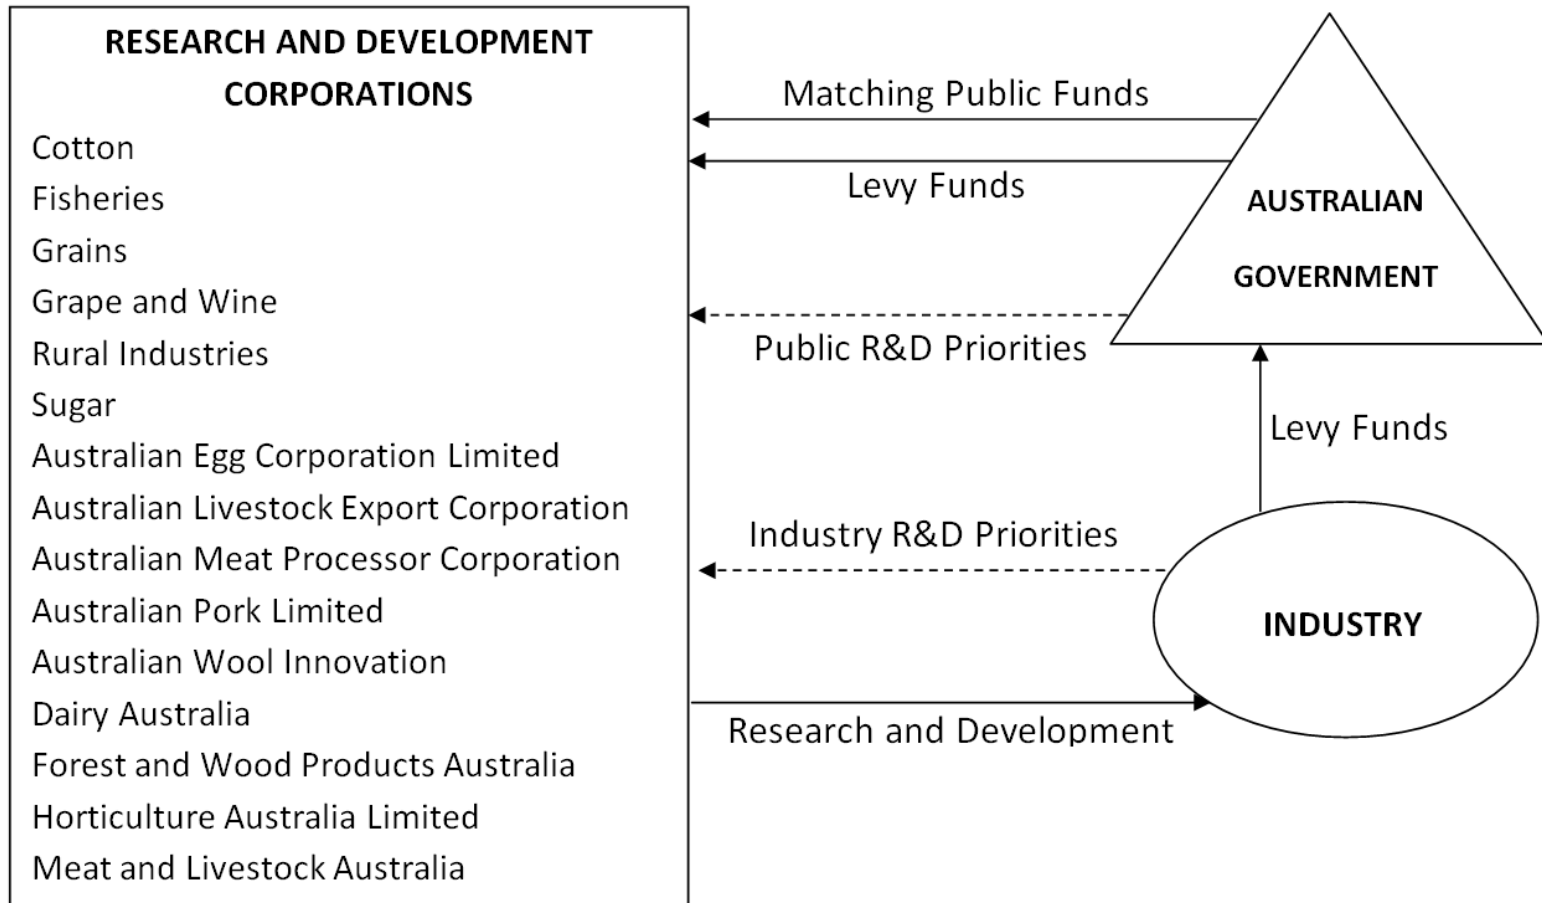 RESEARCH AND DEVELOPMENT
CORPORATIONS
Cotton
Fisheries
Grains
Grape and Wine
Rural Industries
Sugar
Australian Egg Corporation Limited
Australian Livestock Export Corporation
Australian Meat Processor Corporation
Australian Pork Limited
Australian Wool Innovation
Dairy Australia
Forest and Wood Products Australia
Horticulture Australia Limited
Meat and Livestock Australia
Matching Public Funds
Levy Funds
Public R&D Priorities
Industry R&D Priorities
Research and Development
AUSTRALIAN
GOVERNMENT
Levy Funds
INDUSTRY